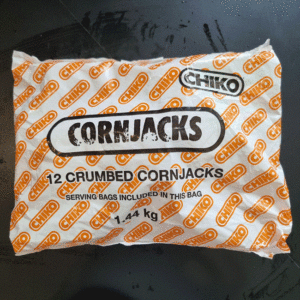 CHIKO
CORNJACKS
12 CRUMBED CORNJACKS
SERVING BAGS INCLUDED IN THIS BAG
1.44 kg